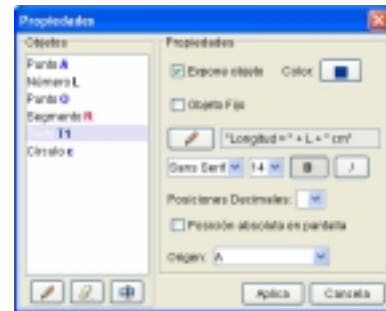 Propiedades
Objetos
Punto A
Número L
Punto O
Segmento R
Texto T1
Círculo c
Propiedades
Expone objeto Color:
Objeto Fijo
"Longitud = " + L + " cm"
Sans Serif 14 B I
Posiciones Decimales:
Posición absoluta en pantalla
Origen: A
Aplica Cancela